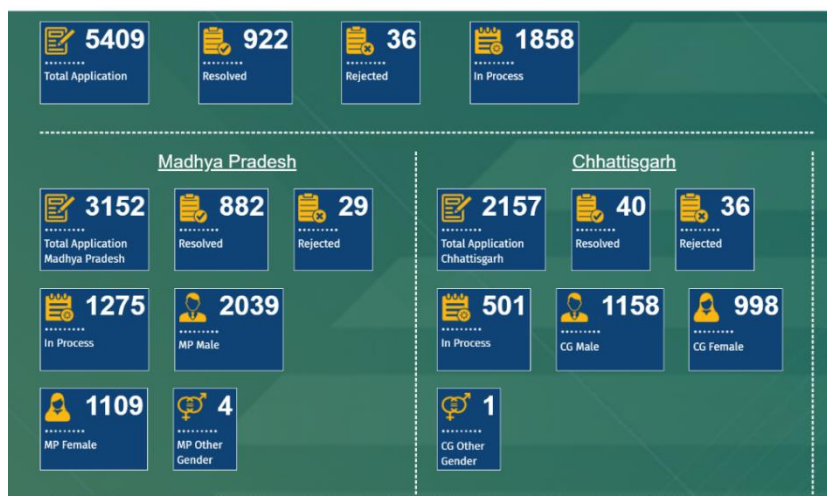 5409
Total Application
922
Resolved
36
Rejected
1858
In Process
Madhya Pradesh
3152
Total Application
Madhya Pradesh
882
Resolved
29
Rejected
1275
In Process
2039
MP Male
1109
MP Female
4
MP Other
Gender
Chhattisgarh
2157
Total Application
Chhattisgarh
40
Resolved
36
Rejected
501
In Process
1158
CG Male
998
CG Female
1
CG Other
Gender